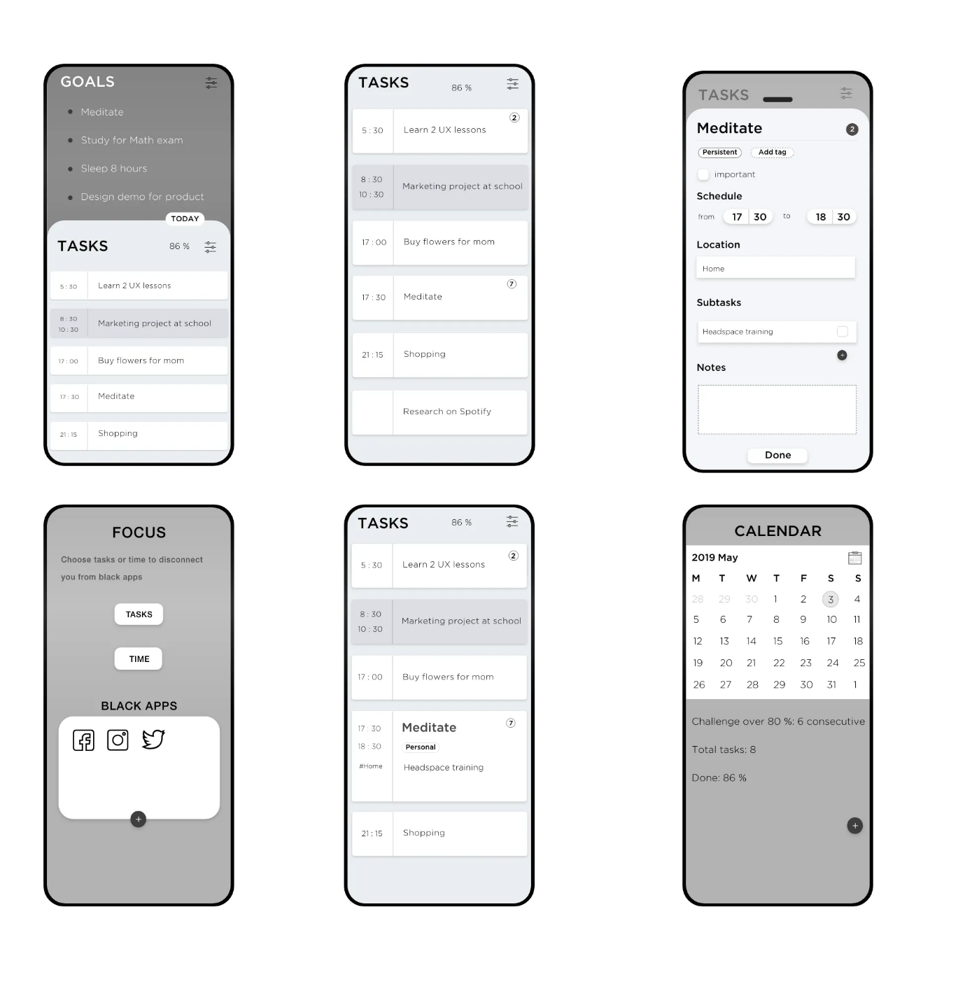 GOALS
Meditate
Study for Math exam
Sleep 8 hours
Design demo for product
TODAY
TASKS 86 %
5 : 30 Learn 2 UX lessons
8 : 30
10 : 30
Marketing project at school
17 : 00 Buy flowers for mom
17 : 30 Meditate
21 : 15 Shopping
TASKS 86 %
2
5 : 30 Learn 2 UX lessons
8 : 30
10 : 30
Marketing project at school
17 : 00 Buy flowers for mom
7
17 : 30 Meditate
21 : 15 Shopping
Research on Spotify
TASKS
Meditate 2
Persistent Add tag
important
Schedule
from 17 30 to 18 30
Location
Home
Subtasks
Headspace training
+
Notes
Done
FOCUS
Choose tasks or time to disconnect
you from black apps
TASKS
TIME
BLACK APPS
+
TASKS 86 %
2
5 : 30 Learn 2 UX lessons
8 : 30
10 : 30
Marketing project at school
17 : 00 Buy flowers for mom
17 : 30 Meditate 7
18 : 30 Personal
#Home Headspace training
21 : 15 Shopping
CALENDAR
2019 May
M T W T F S S
28 29 30 1 2 3 4
5 6 7 8 9 10 11
12 13 14 15 16 17 18
19 20 21 22 23 24 25
26 27 28 29 30 31 1
Challenge over 80 %: 6 consecutive
Total tasks: 8
Done: 86 %
+